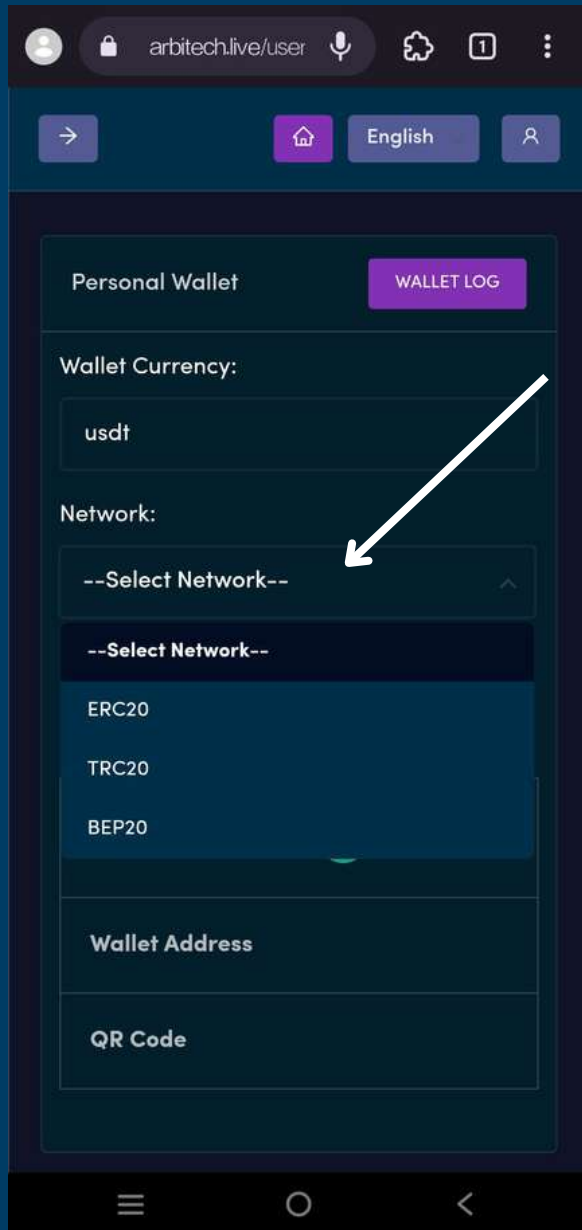 arbitech.live/user
1
English
Personal Wallet
WALLET LOG
Wallet Currency:
usdt
Network:
--Select Network--
--Select Network--
ERC20
TRC20
BEP20
Wallet Address
QR Code